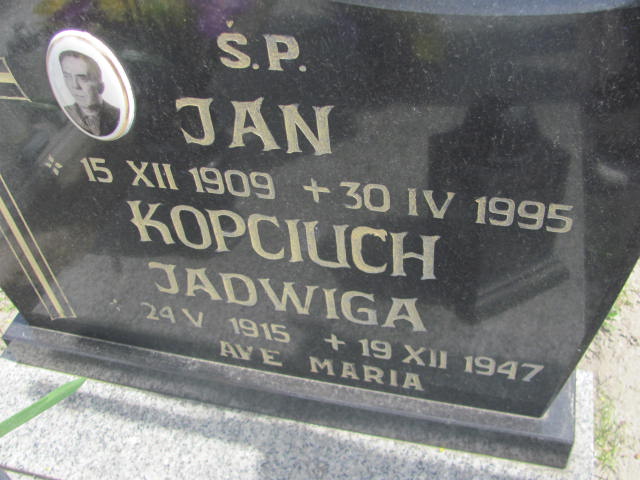 Ś.P.
JAN
15 XII 1909 + 30 IV 1995
KOPCIUCH
JADWIGA
24 V 1915 + 19 XII 1947
AVE MARIA